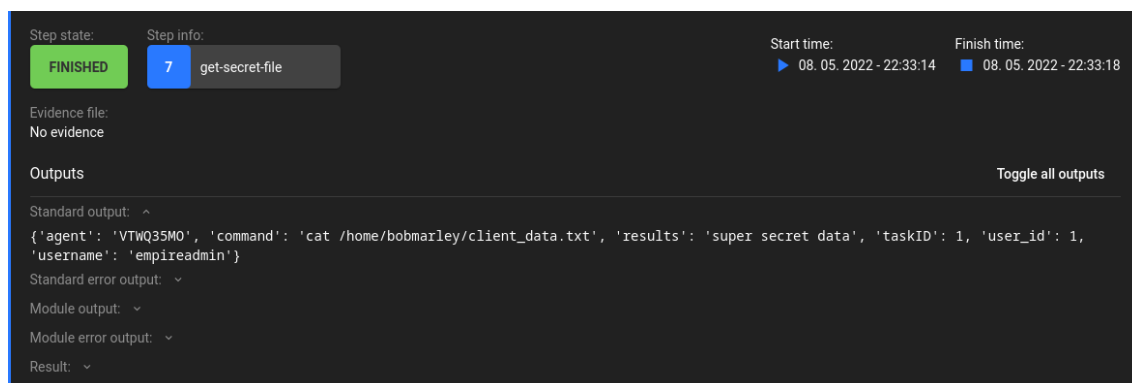 Step state:
Step info:
FINISHED
7
get-secret-file
Start time:
08. 05. 2022 - 22:33:14
Finish time:
08. 05. 2022 - 22:33:18
Evidence file:
No evidence
Outputs
Toggle all outputs
Standard output:
{'agent': 'VTWQ35MO', 'command': 'cat /home/bobmarley/client_data.txt', 'results': 'super secret data', 'taskID': 1, 'user_id': 1,
'username': 'empireadmin'}
Standard error output:
Module output:
Module error output:
Result: